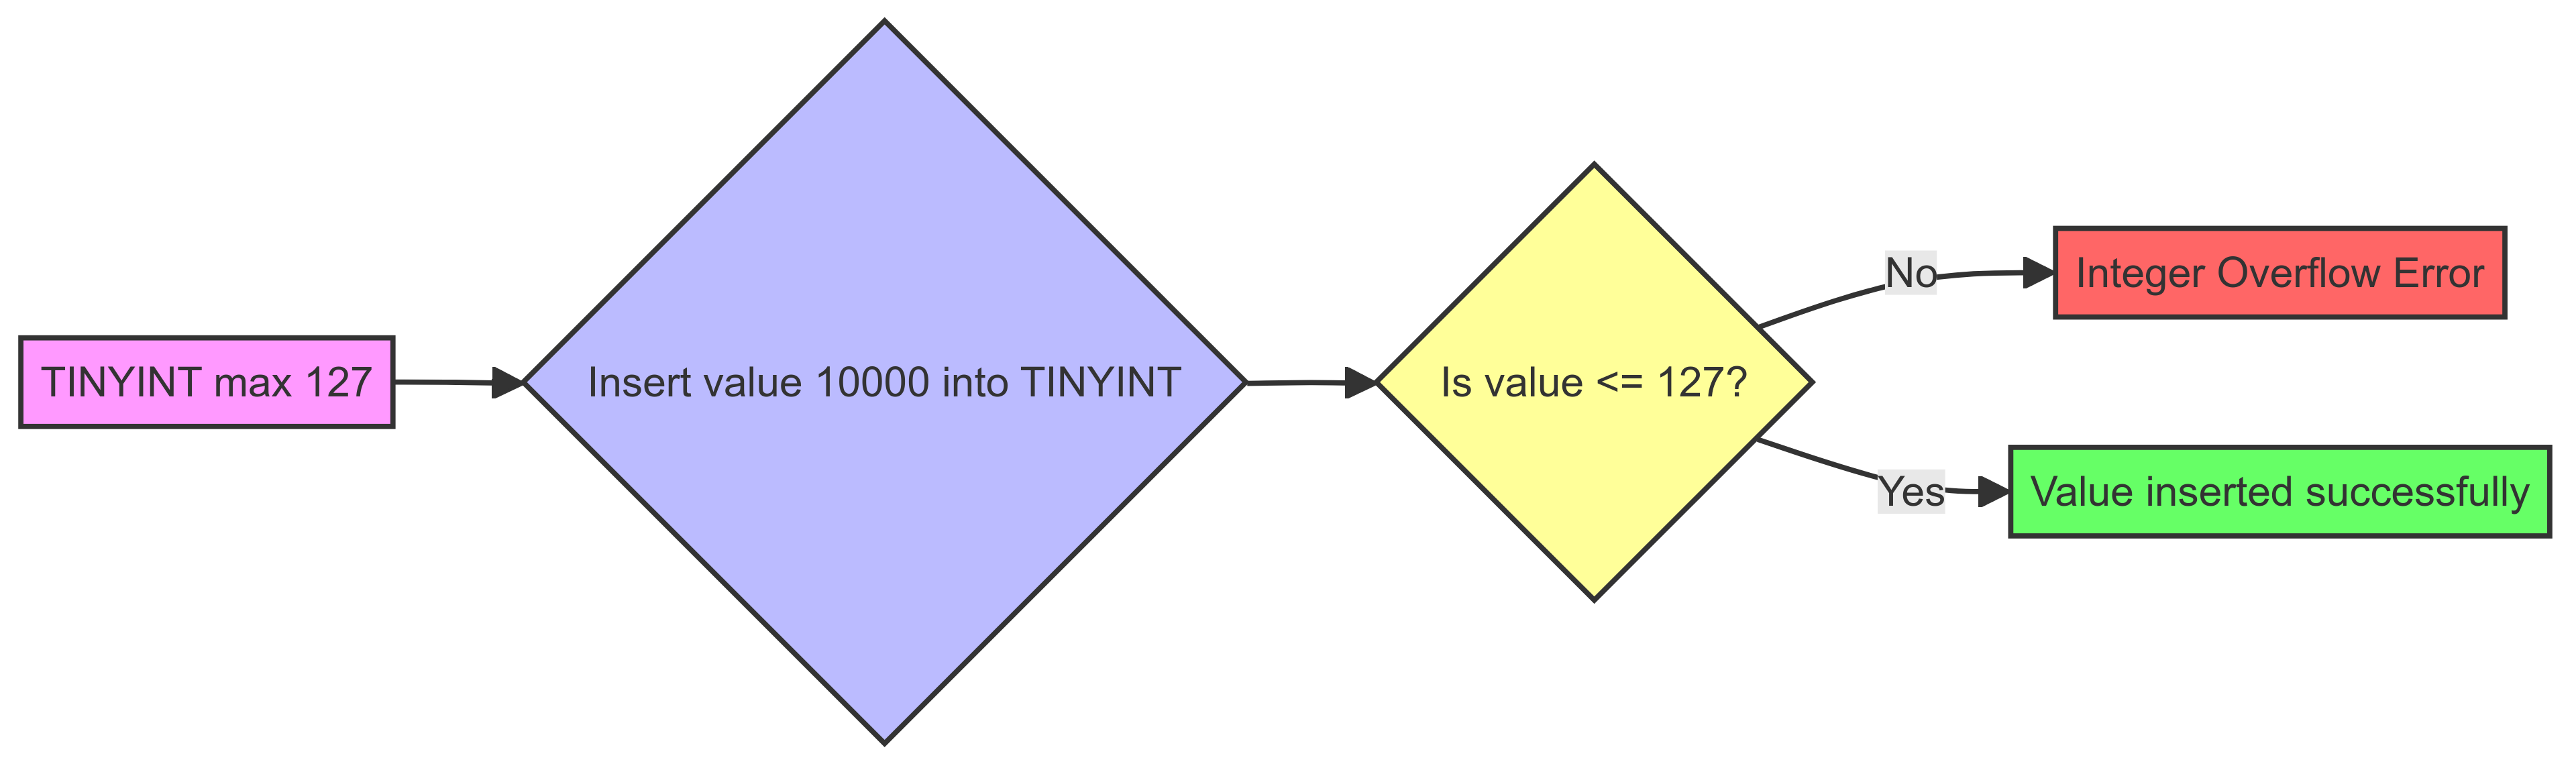 TINYINT max 127
Insert value 10000 into TINYINT
Is value <= 127?
No
Integer Overflow Error
Yes
Value inserted successfully